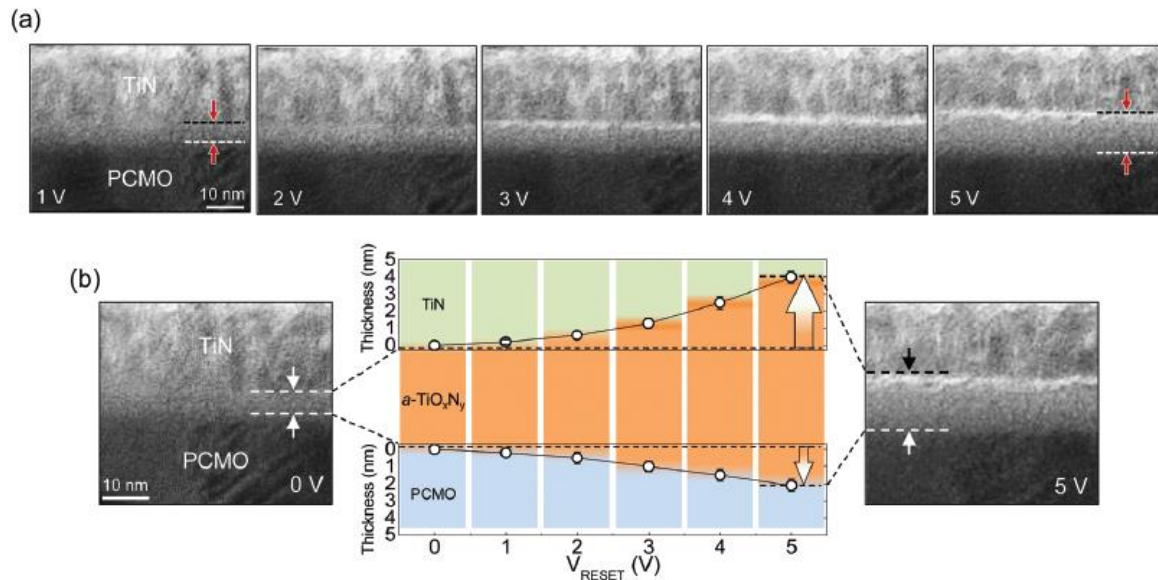 (a)
TiN
PCMO
1 V
10 nm
2 V
3 V
4 V
5 V
(b)
TiN
PCMO
10 nm
0 V
Thickness (nm)
5
4
3
2
1
0
TiN
a-TiOxNy
Thickness (nm)
0
1
2
3
4
5
PCMO
0 1 2 3 4 5
VRESET (V)
5 V